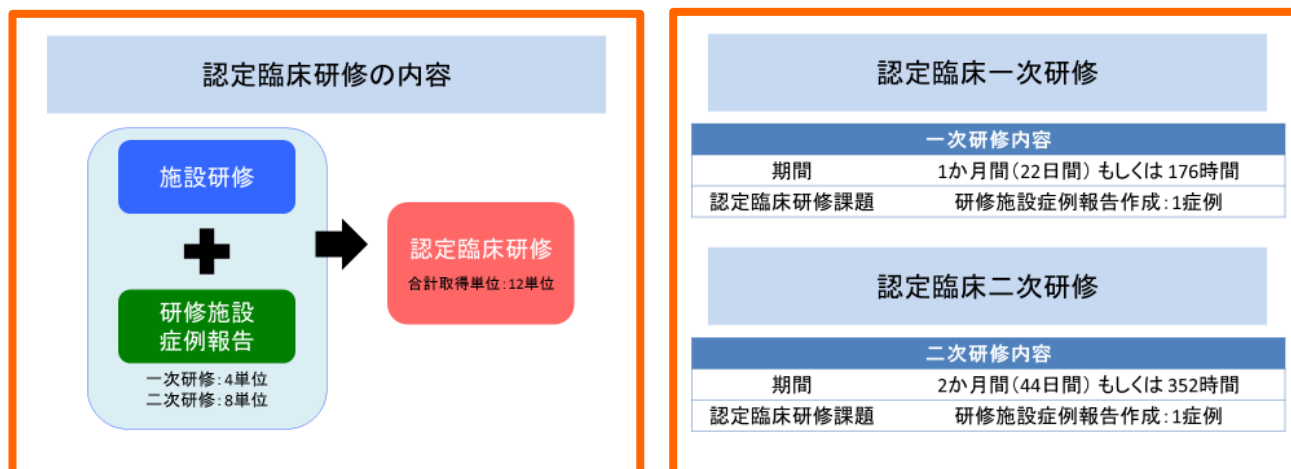 認定臨床研修の内容
施設研修
研修施設
症例報告
一次研修:4単位
二次研修:8単位
認定臨床研修
合計取得単位:12単位
認定臨床一次研修
一次研修内容
期間 1か月間(22日間) もしくは 176時間
認定臨床研修課題 研修施設症例報告作成:1症例
認定臨床二次研修
二次研修内容
期間 2か月間(44日間) もしくは 352時間
認定臨床研修課題 研修施設症例報告作成:1症例